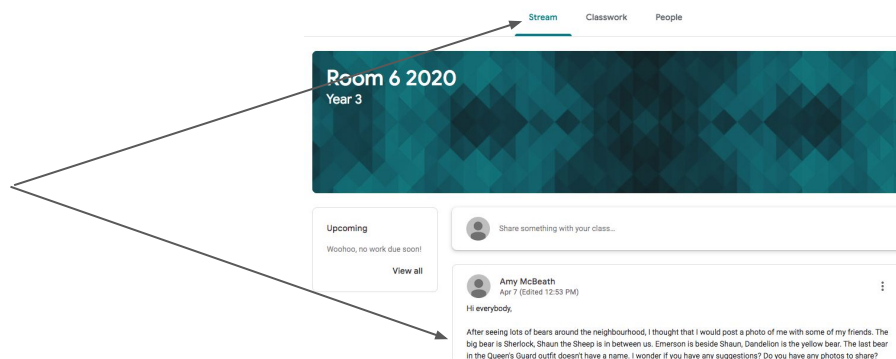 Stream Classwork People
Room 6 2020
Year 3
Upcoming
Woohoo, no work due soon!
View all
Share something with your class...
Amy McBeath
Apr 7 (Edited 12:53 PM)
Hi everybody,
After seeing lots of bears around the neighbourhood, I thought that I would post a photo of me with some of my friends. The
big bear is Sherlock, Shaun the Sheep is in between us. Emerson is beside Shaun, Dandelion is the yellow bear. The last bear
in the Queen's Guard outfit doesn't have a name. I wonder if you have any suggestions? Do you have any photos to share?